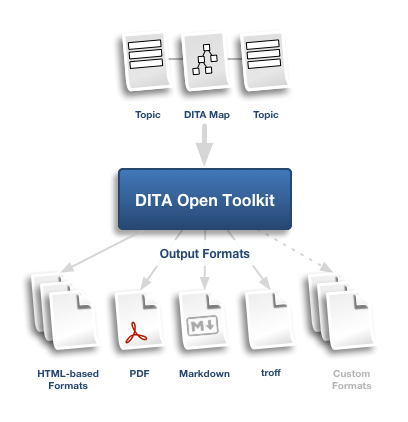 Topic
DITA Map
Topic
DITA Open Toolkit
Output Formats
M
HTML-based
Formats
PDF
Markdown
troff
Custom
Formats